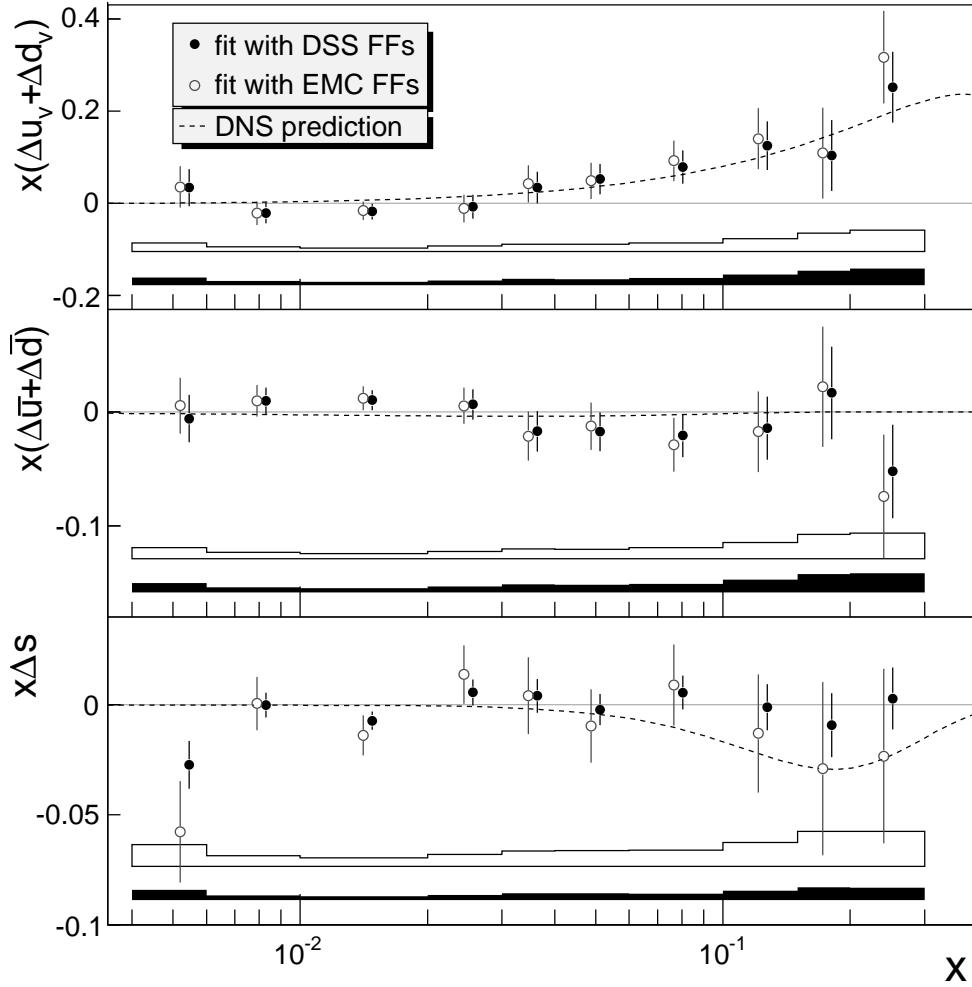 0.4
fit with DSS FFs
fit with EMC FFs
DNS prediction
x(Δu_v+Δd_v)
0.2
0
-0.2
x(Δu̅+Δd̅)
0
-0.1
xΔs
0
-0.05
-0.1
10⁻² 10⁻¹
x